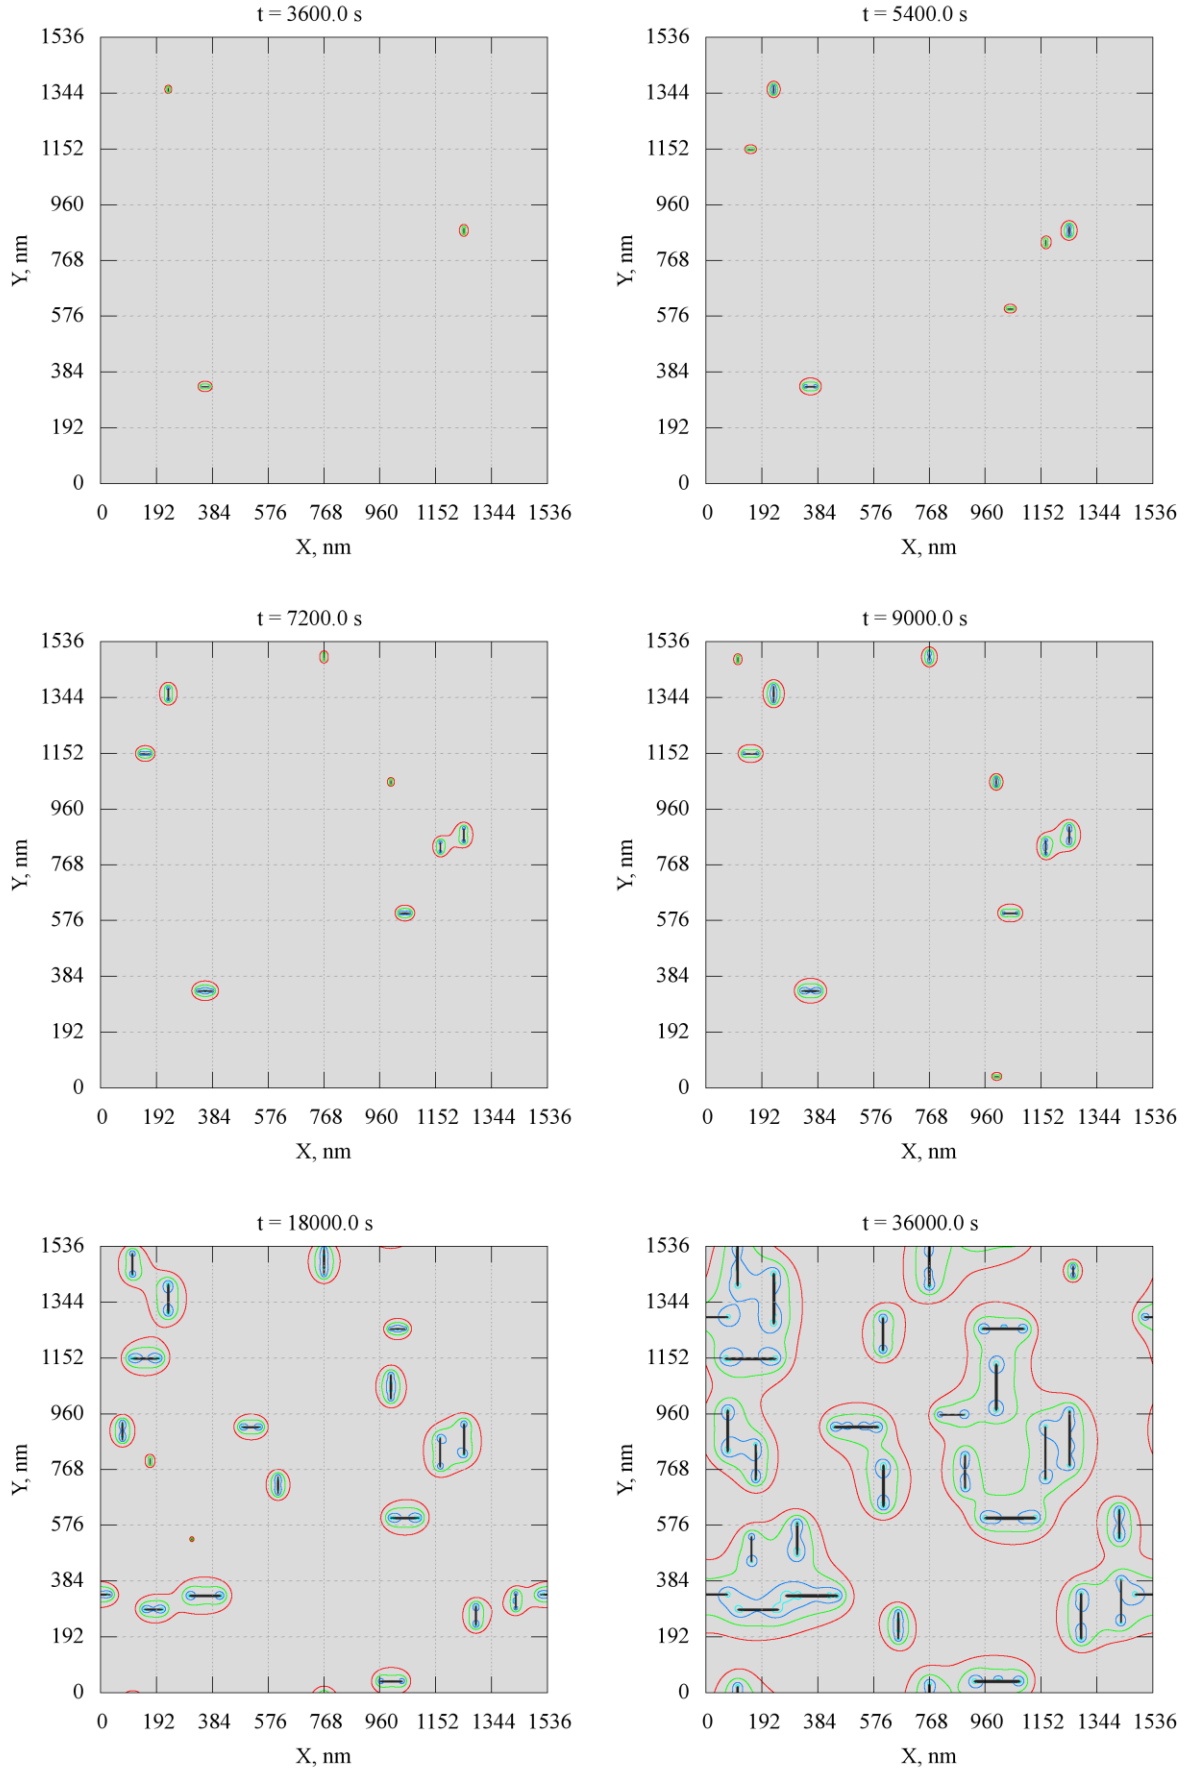 t = 3600.0 s
t = 5400.0 s
1536
1344
1152
960
768
576
384
192
0
Y, nm
0 192 384 576 768 960 1152 1344 1536
X, nm
1536
1344
1152
960
768
576
384
192
0
Y, nm
0 192 384 576 768 960 1152 1344 1536
X, nm
t = 7200.0 s
t = 9000.0 s
1536
1344
1152
960
768
576
384
192
0
Y, nm
0 192 384 576 768 960 1152 1344 1536
X, nm
1536
1344
1152
960
768
576
384
192
0
Y, nm
0 192 384 576 768 960 1152 1344 1536
X, nm
t = 18000.0 s
t = 36000.0 s
1536
1344
1152
960
768
576
384
192
0
Y, nm
0 192 384 576 768 960 1152 1344 1536
X, nm
1536
1344
1152
960
768
576
384
192
0
Y, nm
0 192 384 576 768 960 1152 1344 1536
X, nm